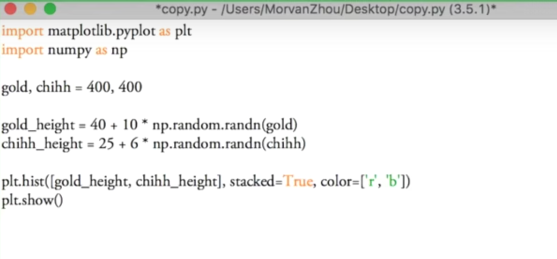 *copy.py - /Users/MorvanZhou/Desktop/copy.py (3.5.1)*
import matplotlib.pyplot as plt
import numpy as np
gold, chihh = 400, 400
gold_height = 40 + 10 * np.random.randn(gold)
chihh_height = 25 + 6 * np.random.randn(chihh)
plt.hist([gold_height, chihh_height], stacked=True, color=['r', 'b'])
plt.show()